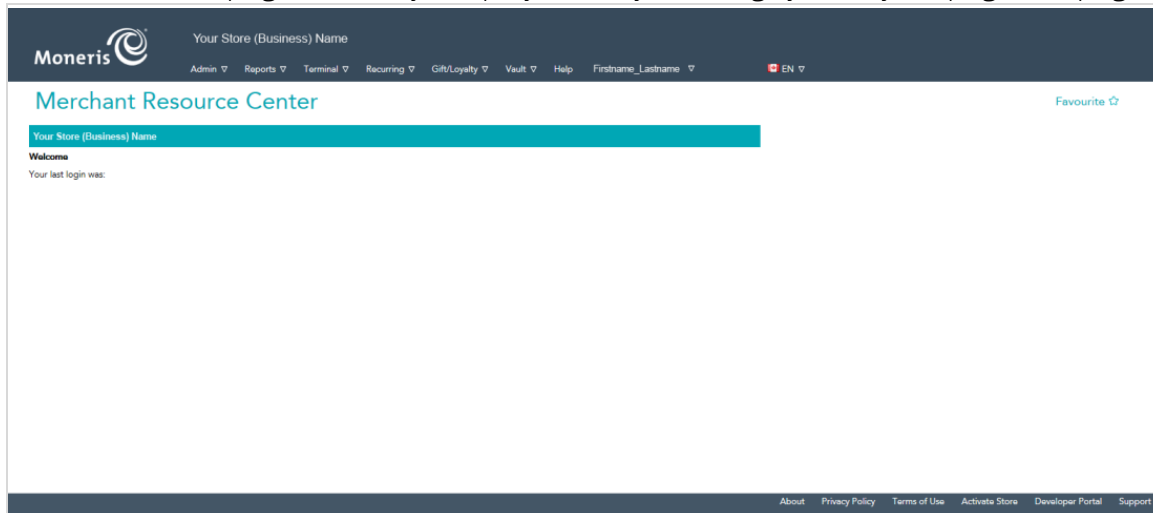 Your Store (Business) Name
Moneris
Admin Reports Terminal Recurring Gift/Loyalty Vault Help Firstname_Lastname EN
Merchant Resource Center
Favourite
Your Store (Business) Name
Welcome
Your last login was:
About Privacy Policy Terms of Use Activate Store Developer Portal Support